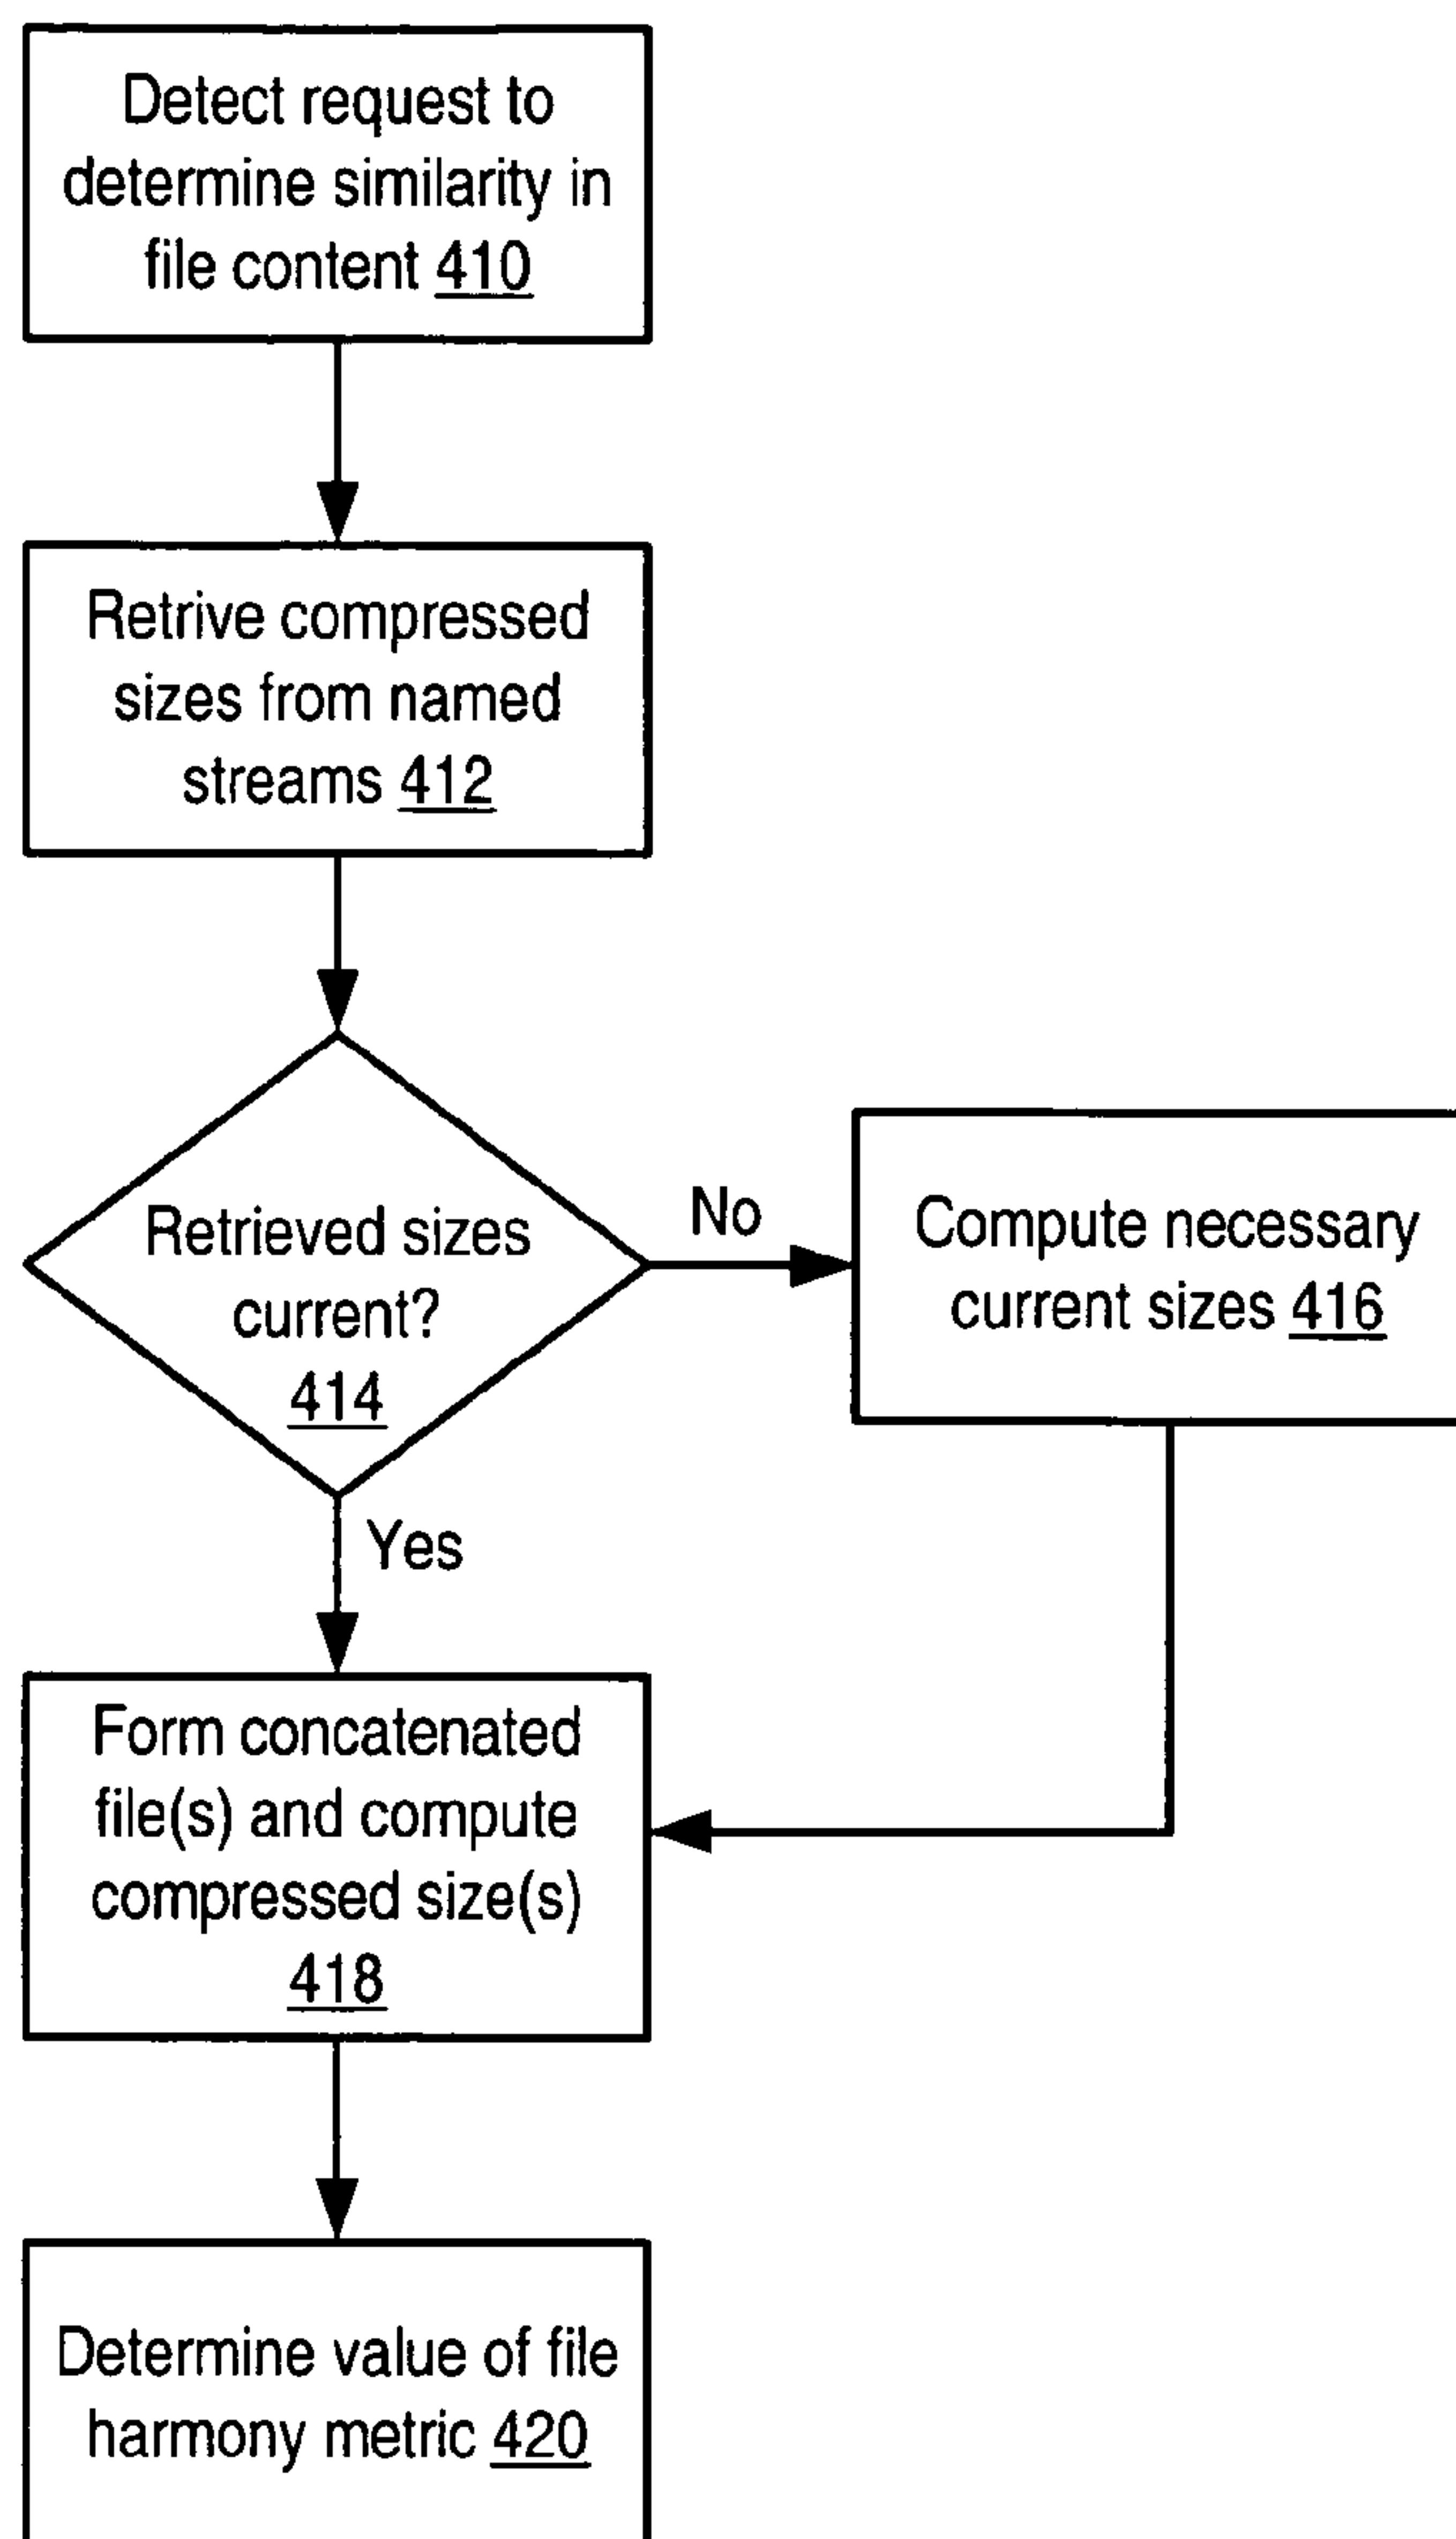 Detect request to
determine similarity in
file content 410
Retrive compressed
sizes from named
streams 412
Retrieved sizes
current?
414
No
Compute necessary
current sizes 416
Yes
Form concatenated
file(s) and compute
compressed size(s)
418
Determine value of file
harmony metric 420